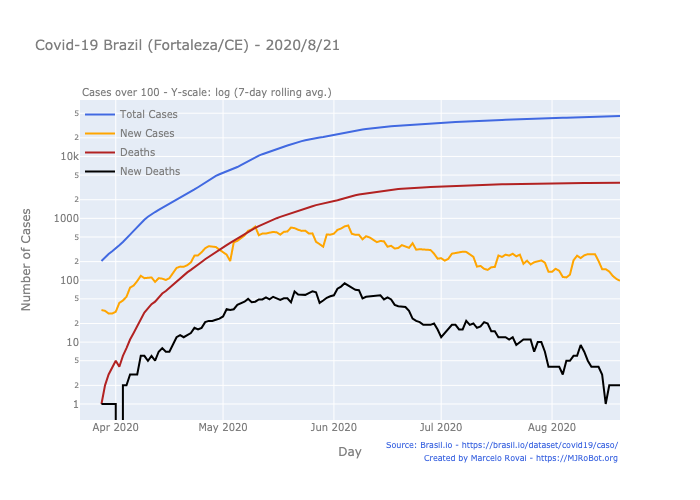 Covid-19 Brazil (Fortaleza/CE) - 2020/8/21
Cases over 100 - Y-scale: log (7-day rolling avg.)
Total Cases
New Cases
Deaths
New Deaths
Number of Cases
5
2
10k
5
2
1000
5
2
100
5
2
10
5
2
1
Apr 2020 May 2020 Jun 2020 Jul 2020 Aug 2020
Day
Source: Brasil.io - https://brasil.io/dataset/covid19/caso/
Created by Marcelo Rovai - https://MJRoBot.org